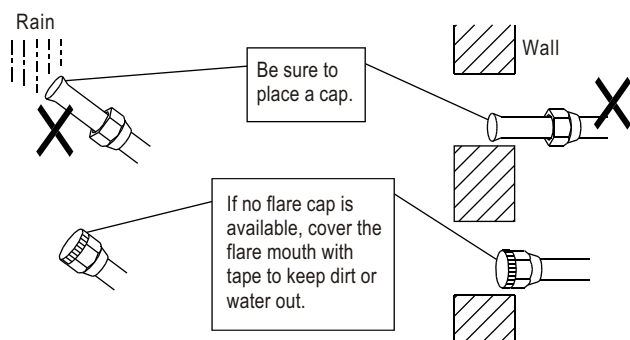 Rain
Be sure to
place a cap.
Wall
If no flare cap is
available, cover the
flare mouth with
tape to keep dirt or
water out.